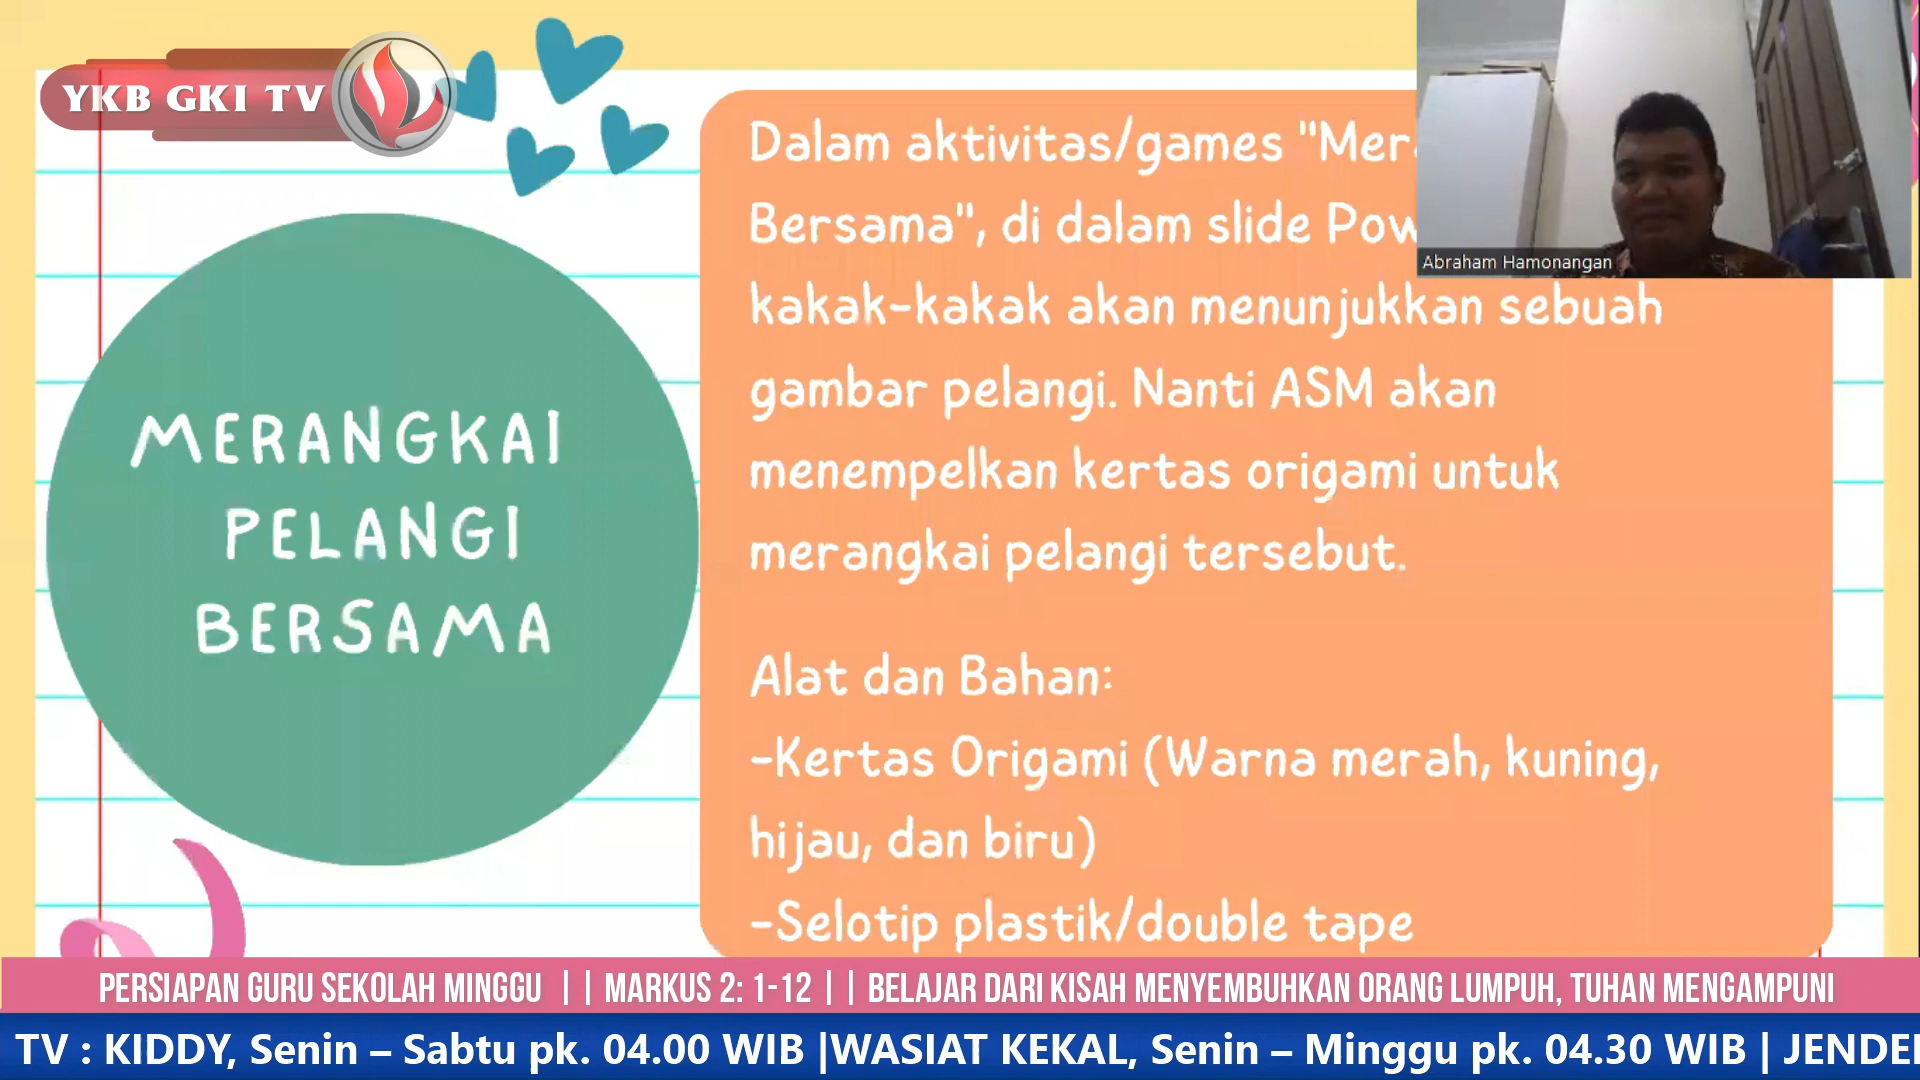 YKB GKI TV
MERANGKAI
PELANGI
BERSAMA
Dalam aktivitas/games "Mer
Bersama", di dalam slide Pow
kakak-kakak akan menunjukkan sebuah
gambar pelangi. Nanti ASM akan
menempelkan kertas origami untuk
merangkai pelangi tersebut.
Alat dan Bahan:
-Kertas Origami (Warna merah, kuning,
hijau, dan biru)
-Selotip plastik/double tape
Abraham Hamonangan
PERSIAPAN GURU SEKOLAH MINGGU || MARKUS 2: 1-12 || BELAJAR DARI KISAH MENYEMBUHKAN ORANG LUMPUH, TUHAN MENGAMPUNI
TV : KIDDY, Senin – Sabtu pk. 04.00 WIB |WASIAT KEKAL, Senin – Minggu pk. 04.30 WIB | JENDE